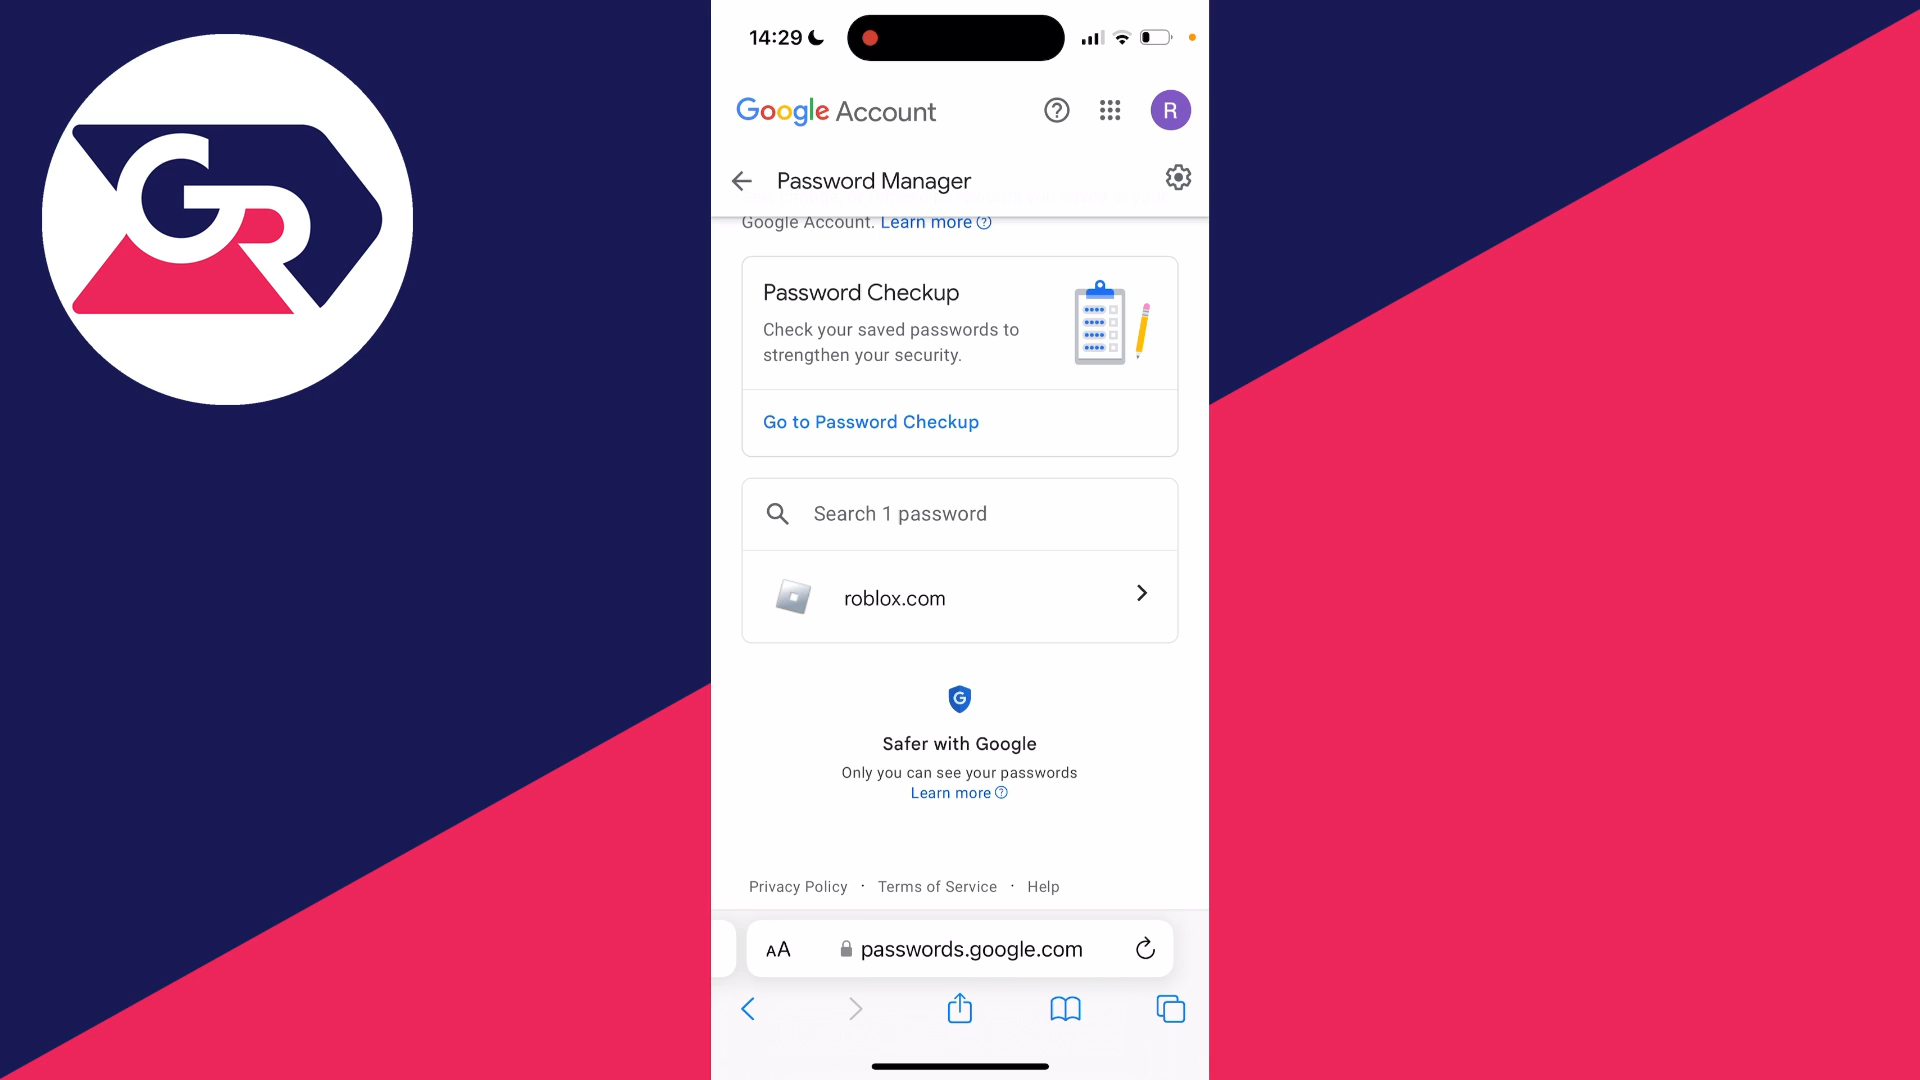 GR
14:29
Google Account
R
Password Manager
Google Account. Learn more
Password Checkup
Check your saved passwords to
strengthen your security.
Go to Password Checkup
Search 1 password
roblox.com
G
Safer with Google
Only you can see your passwords
Learn more
Privacy Policy · Terms of Service · Help
AA passwords.google.com